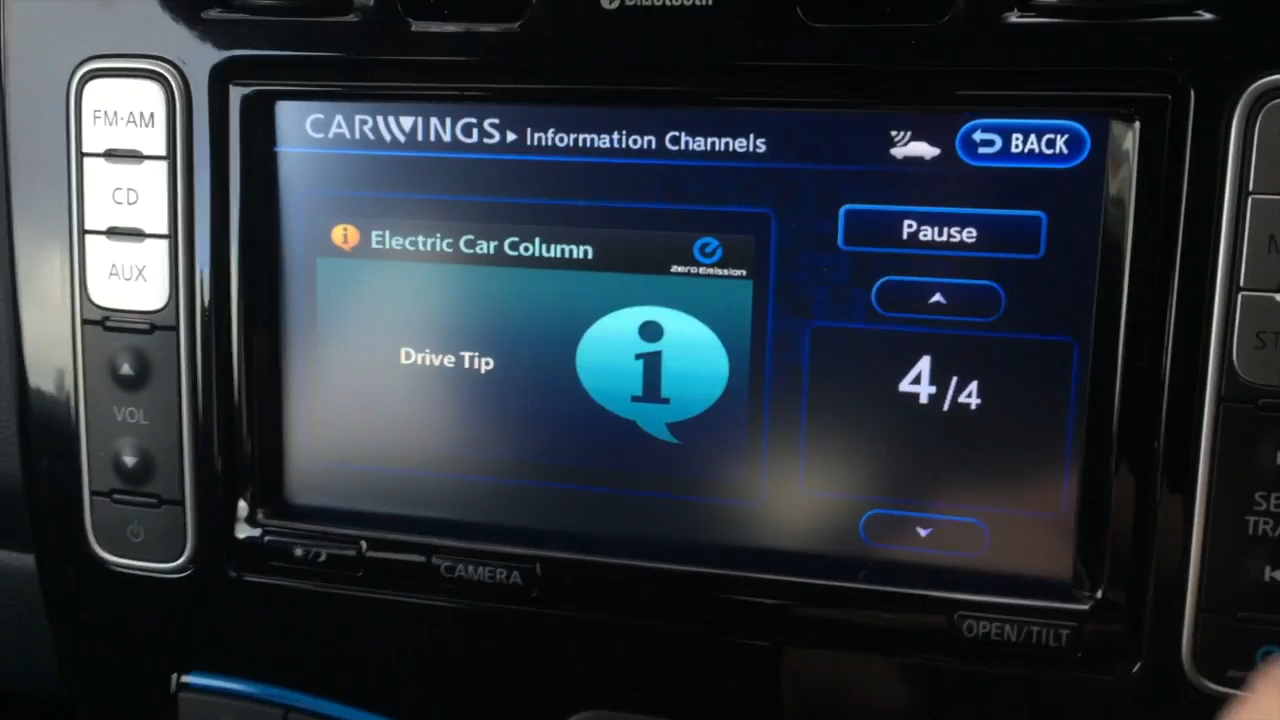 Bluetooth
FM·AM
CD
AUX
VOL
CARWINGS ▸ Information Channels
BACK
Electric Car Column
Zero Emission
Drive Tip
i
Pause
4/4
CAMERA
OPEN/TILT